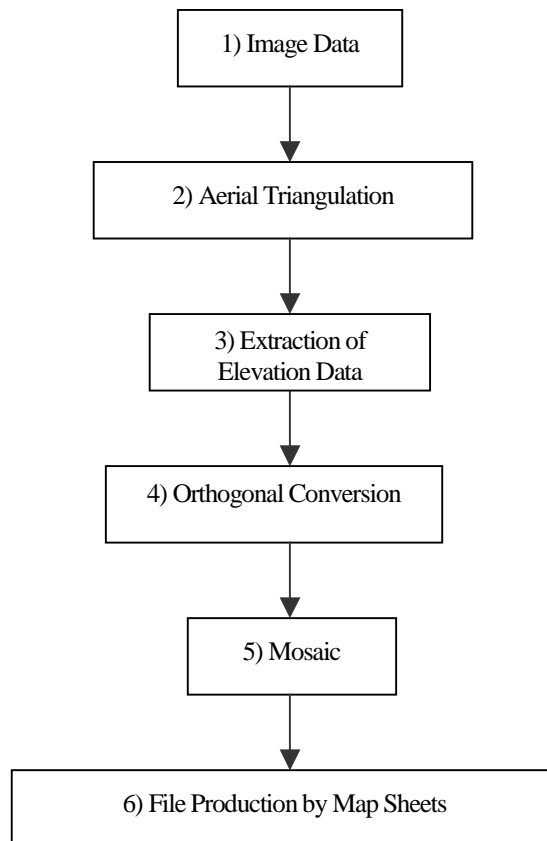 1) Image Data
2) Aerial Triangulation
3) Extraction of
Elevation Data
4) Orthogonal Conversion
5) Mosaic
6) File Production by Map Sheets